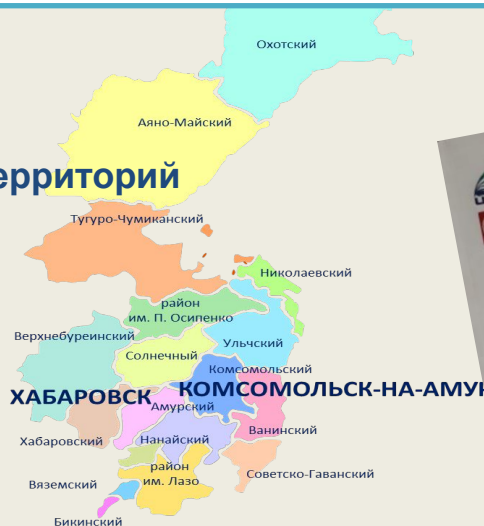 Охотский
Аяно-Майский
ерриторий
Тугуро-Чумиканский
Николаевский
район
им. П. Осипенко
Верхнебуреинский
Ульчский
Солнечный
Комсомольский
ХАБАРОВСК
КОМСОМОЛЬСК-НА-АМУ
Амурский
Ванинский
Хабаровский
Нанайский
район
им. Лазо
Советско-Гаванский
Вяземский
Бикинский